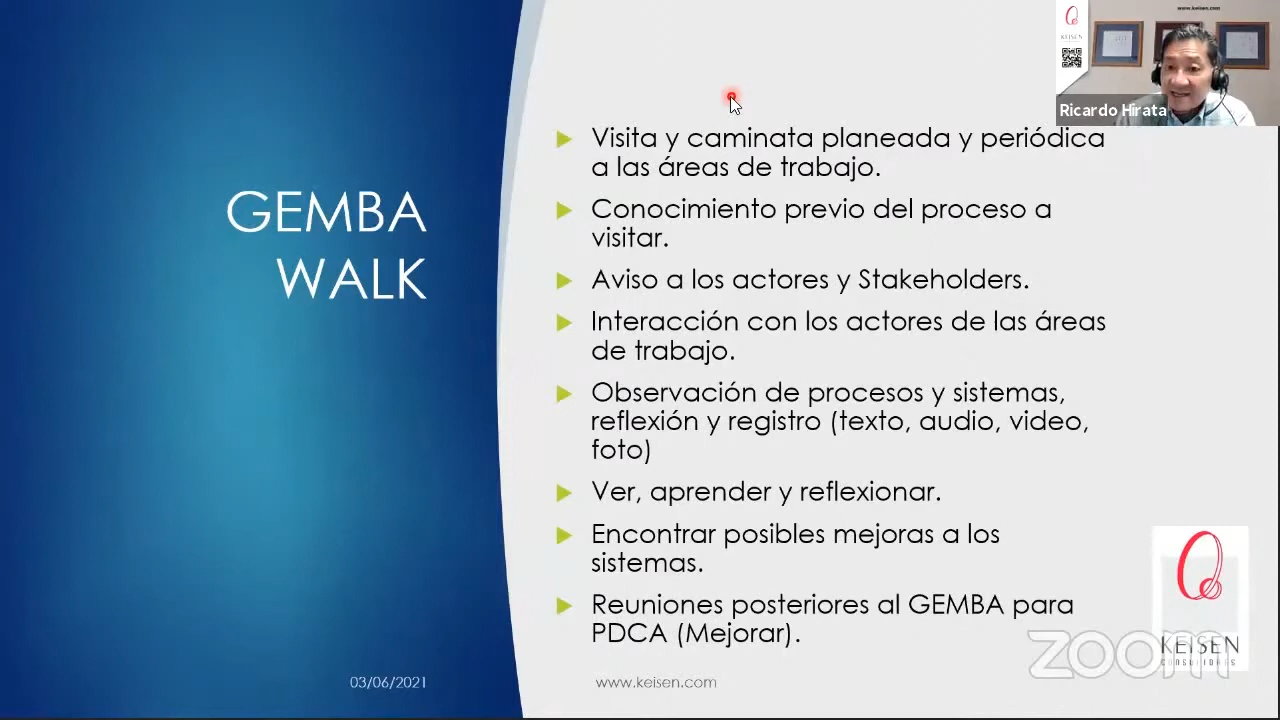 GEMBA
WALK
Visita y caminata planeada y periódica
a las áreas de trabajo.
Conocimiento previo del proceso a
visitar.
Aviso a los actores y Stakeholders.
Interacción con los actores de las áreas
de trabajo.
Observación de procesos y sistemas,
reflexión y registro (texto, audio, video,
foto)
Ver, aprender y reflexionar.
Encontrar posibles mejoras a los
sistemas.
Reuniones posteriores al GEMBA para
PDCA (Mejorar).
03/06/2021
www.keisen.com
www.keisen.com
KEISEN
Ricardo Hirata
KEISEN
CONSULTORES
zoom